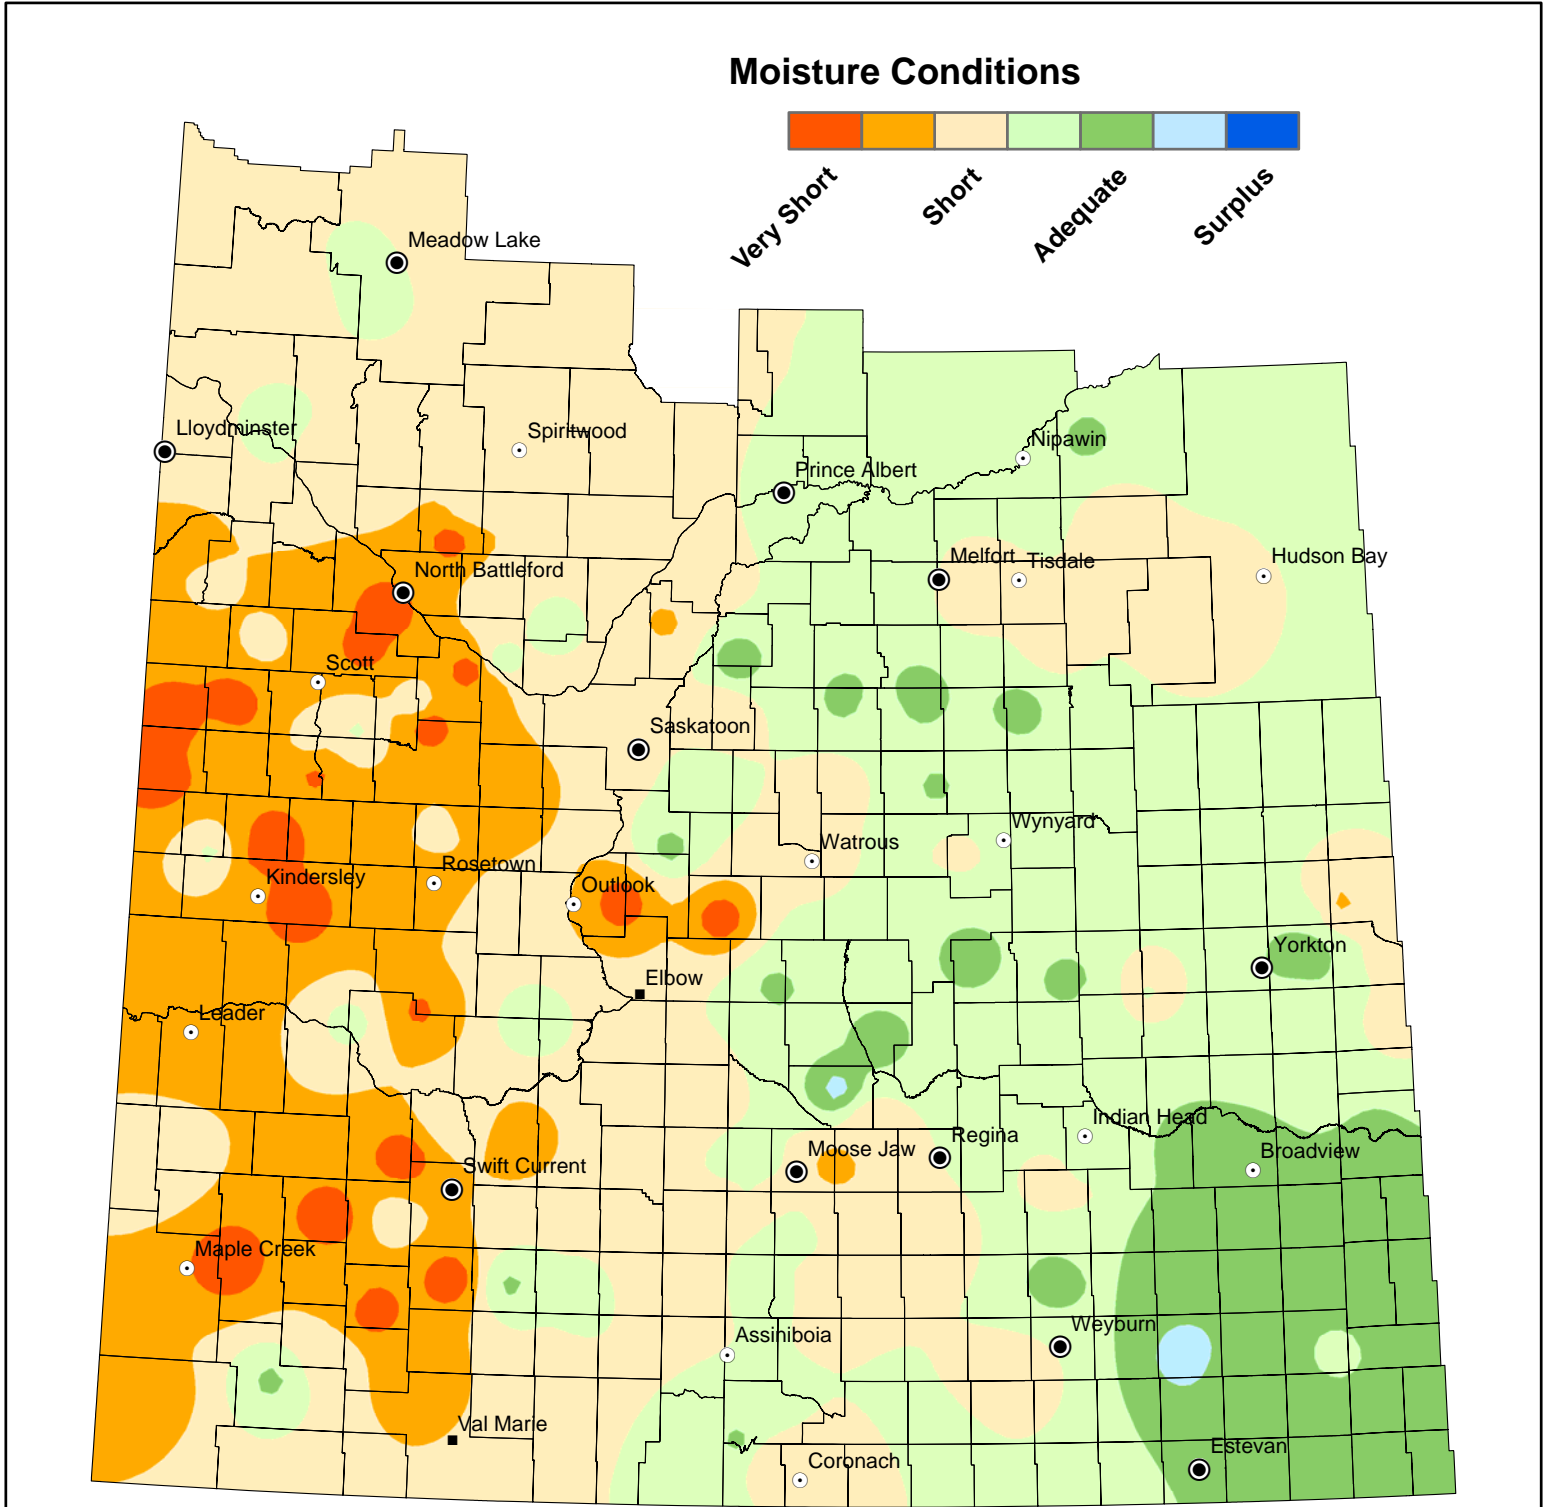 Moisture Conditions
Very Short
Short
Adequate
Surplus
Meadow Lake
Lloydminster
Spiritwood
Nipawin
Prince Albert
Melfort
Tisdale
Hudson Bay
North Battleford
Scott
Saskatoon
Watrous
Wynyard
Rosetown
Kindersley
Outlook
Yorkton
Elbow
Leader
Indian Head
Regina
Moose Jaw
Broadview
Swift Current
Maple Creek
Weyburn
Assiniboia
Val Marie
Estevan
Coronach